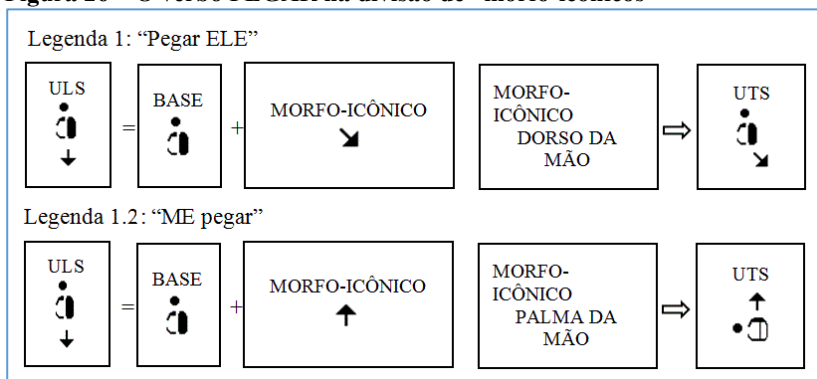 Legenda 1: “Pegar ELE”
ULS
=
BASE
+
MORFO-ICÔNICO
MORFO-
ICÔNICO
DORSO DA
MÃO
UTS
Legenda 1.2: “ME pegar”
ULS
=
BASE
+
MORFO-ICÔNICO
MORFO-
ICÔNICO
PALMA DA
MÃO
UTS